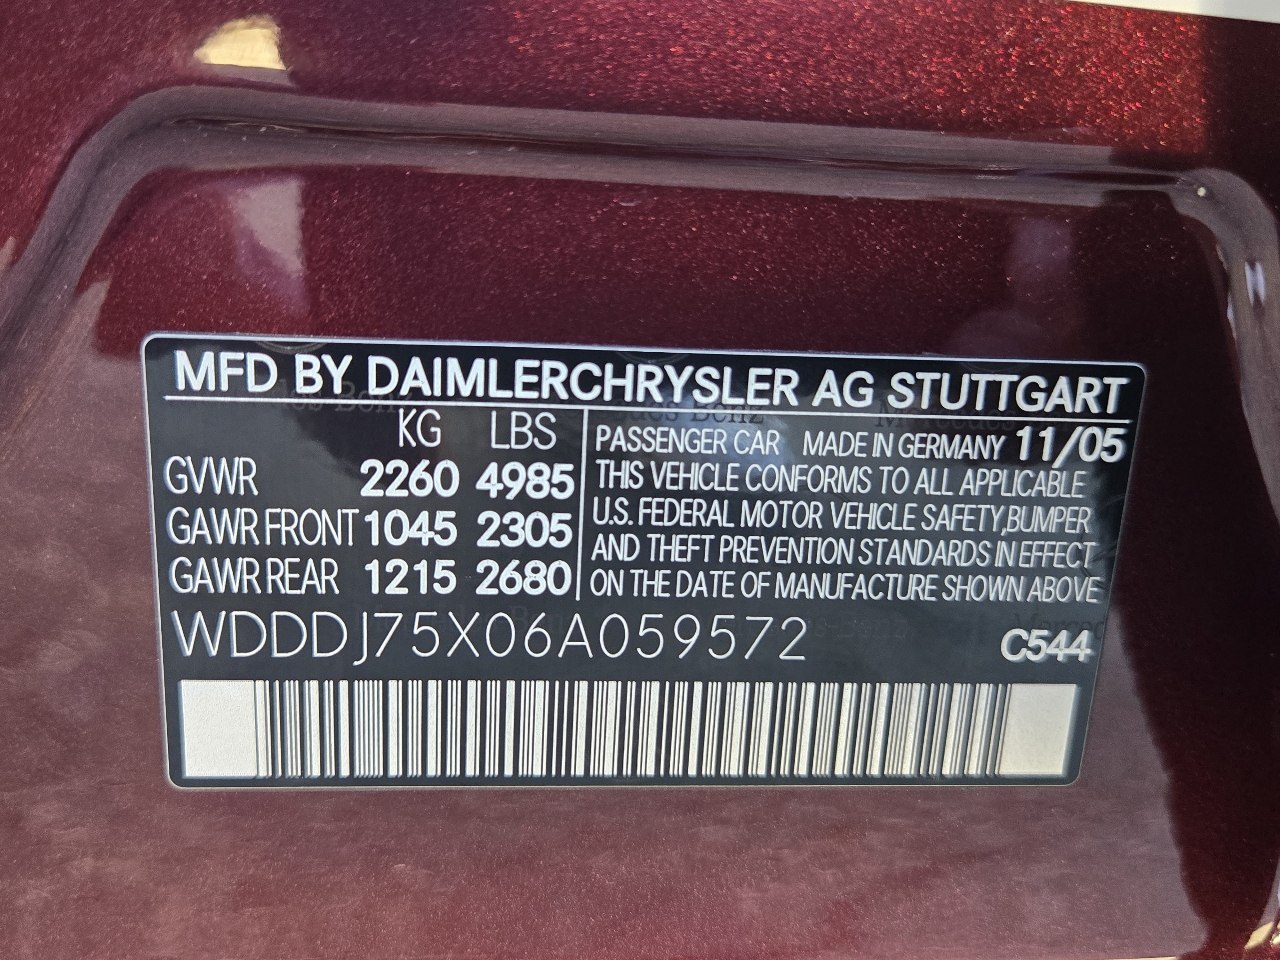 MFD BY DAIMLERCHRYSLER AG STUTTGART
KG LBS
GVWR 2260 4985
GAWR FRONT 1045 2305
GAWR REAR 1215 2680
PASSENGER CAR MADE IN GERMANY 11/05
THIS VEHICLE CONFORMS TO ALL APPLICABLE
U.S. FEDERAL MOTOR VEHICLE SAFETY, BUMPER
AND THEFT PREVENTION STANDARDS IN EFFECT
ON THE DATE OF MANUFACTURE SHOWN ABOVE
WDDDJ75X06A059572 C544